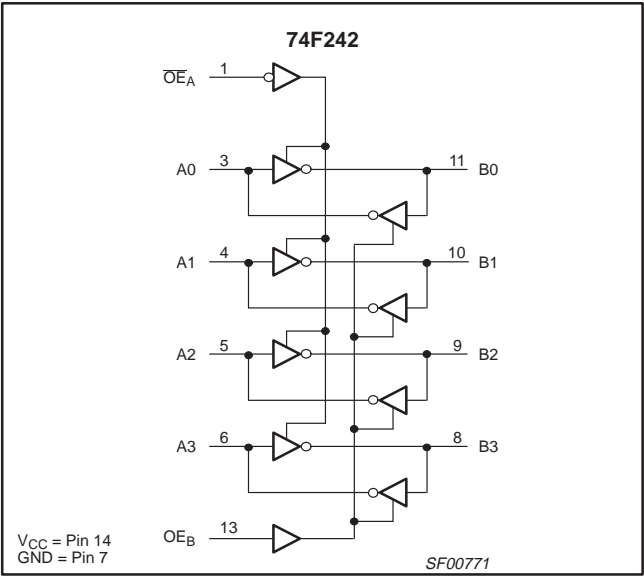 74F242
O̅E̅A 1
A0 3 11 B0
A1 4 10 B1
A2 5 9 B2
A3 6 8 B3
OEB 13
VCC = Pin 14
GND = Pin 7
SF00771